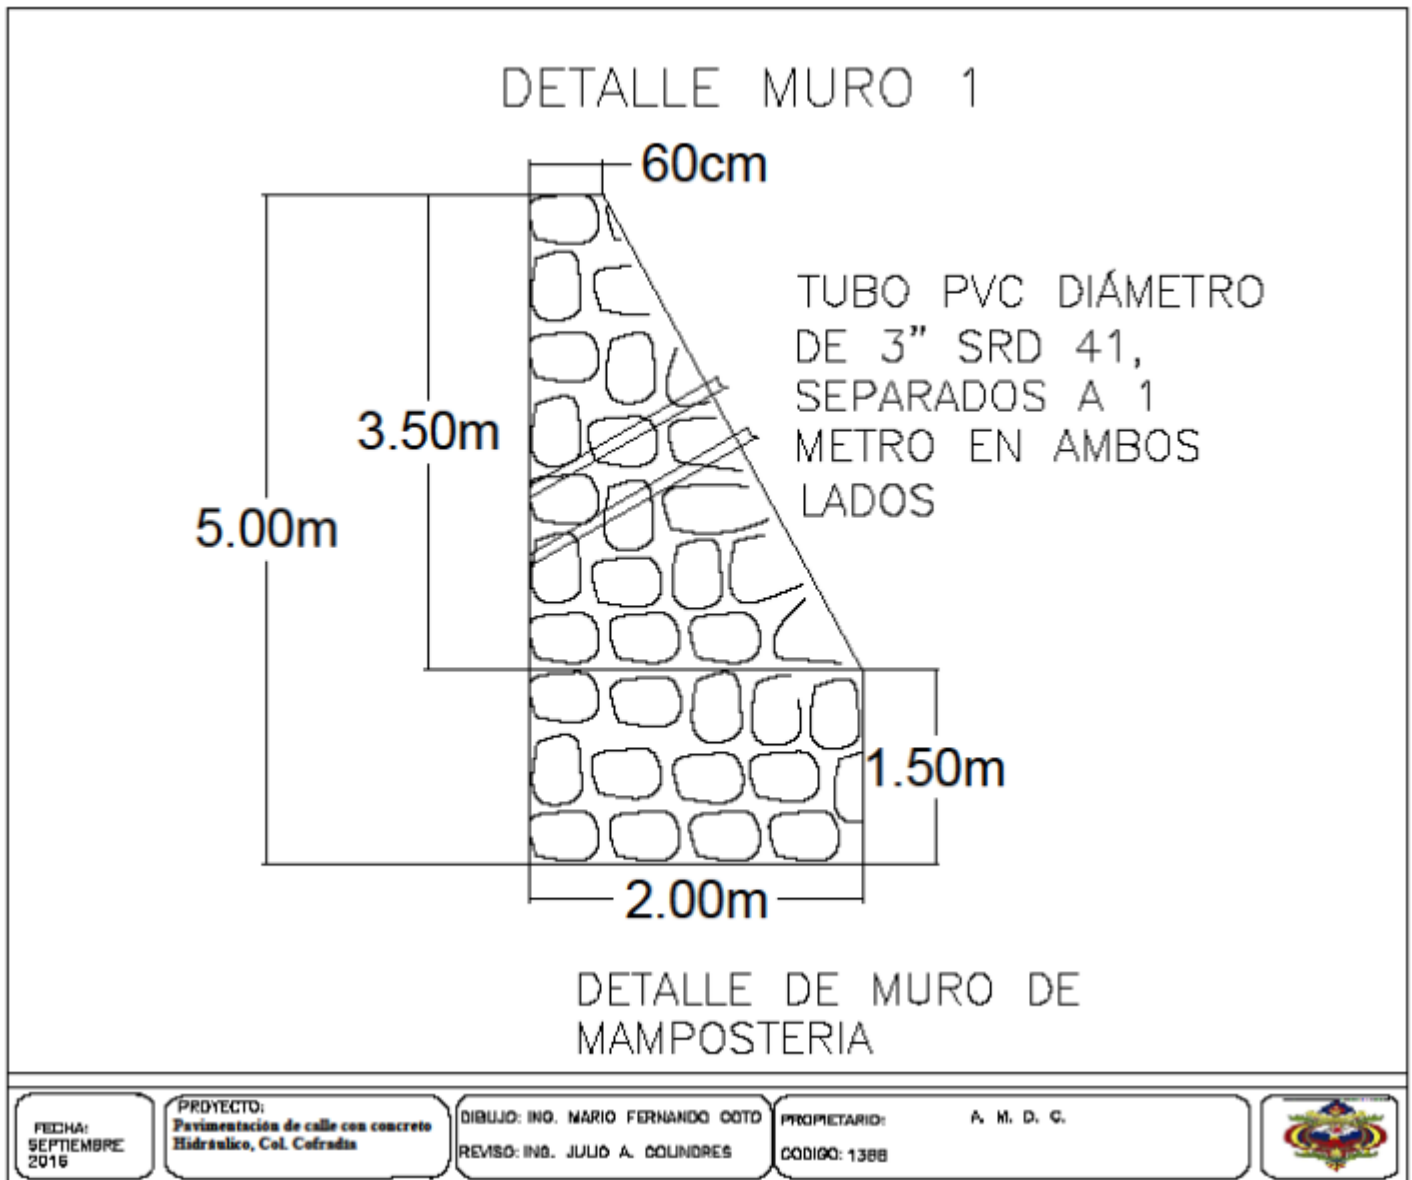 DETALLE MURO 1
60cm
TUBO PVC DIÁMETRO
DE 3" SRD 41,
SEPARADOS A 1
METRO EN AMBOS
LADOS
3.50m
5.00m
1.50m
2.00m
DETALLE DE MURO DE
MAMPOSTERIA
FECHA:
SEPTIEMBRE
2016
PROYECTO:
Pavimentación de calle con concreto
Hidráulico, Col. Cofradia
DIBUJO: ING. MARIO FERNANDO COTO
REVISO: ING. JULIO A. COLINDRES
PROPIETARIO: A. M. D. C.
CODIGO: 1388